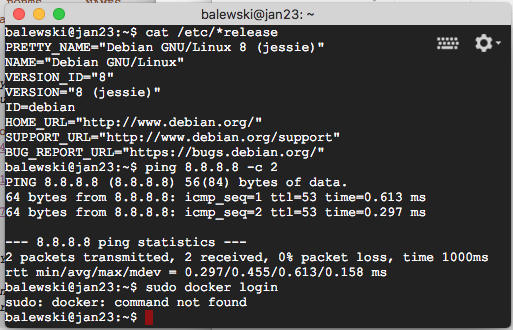 balewski@jan23: ~
balewski@jan23:~$ cat /etc/*release
PRETTY_NAME="Debian GNU/Linux 8 (jessie)"
NAME="Debian GNU/Linux"
VERSION_ID="8"
VERSION="8 (jessie)"
ID=debian
HOME_URL="http://www.debian.org/"
SUPPORT_URL="http://www.debian.org/support"
BUG_REPORT_URL="https://bugs.debian.org/"
balewski@jan23:~$ ping 8.8.8.8 -c 2
PING 8.8.8.8 (8.8.8.8) 56(84) bytes of data.
64 bytes from 8.8.8.8: icmp_seq=1 ttl=53 time=0.613 ms
64 bytes from 8.8.8.8: icmp_seq=2 ttl=53 time=0.297 ms

--- 8.8.8.8 ping statistics ---
2 packets transmitted, 2 received, 0% packet loss, time 1000ms
rtt min/avg/max/mdev = 0.297/0.455/0.613/0.158 ms
balewski@jan23:~$ sudo docker login
sudo: docker: command not found
balewski@jan23:~$